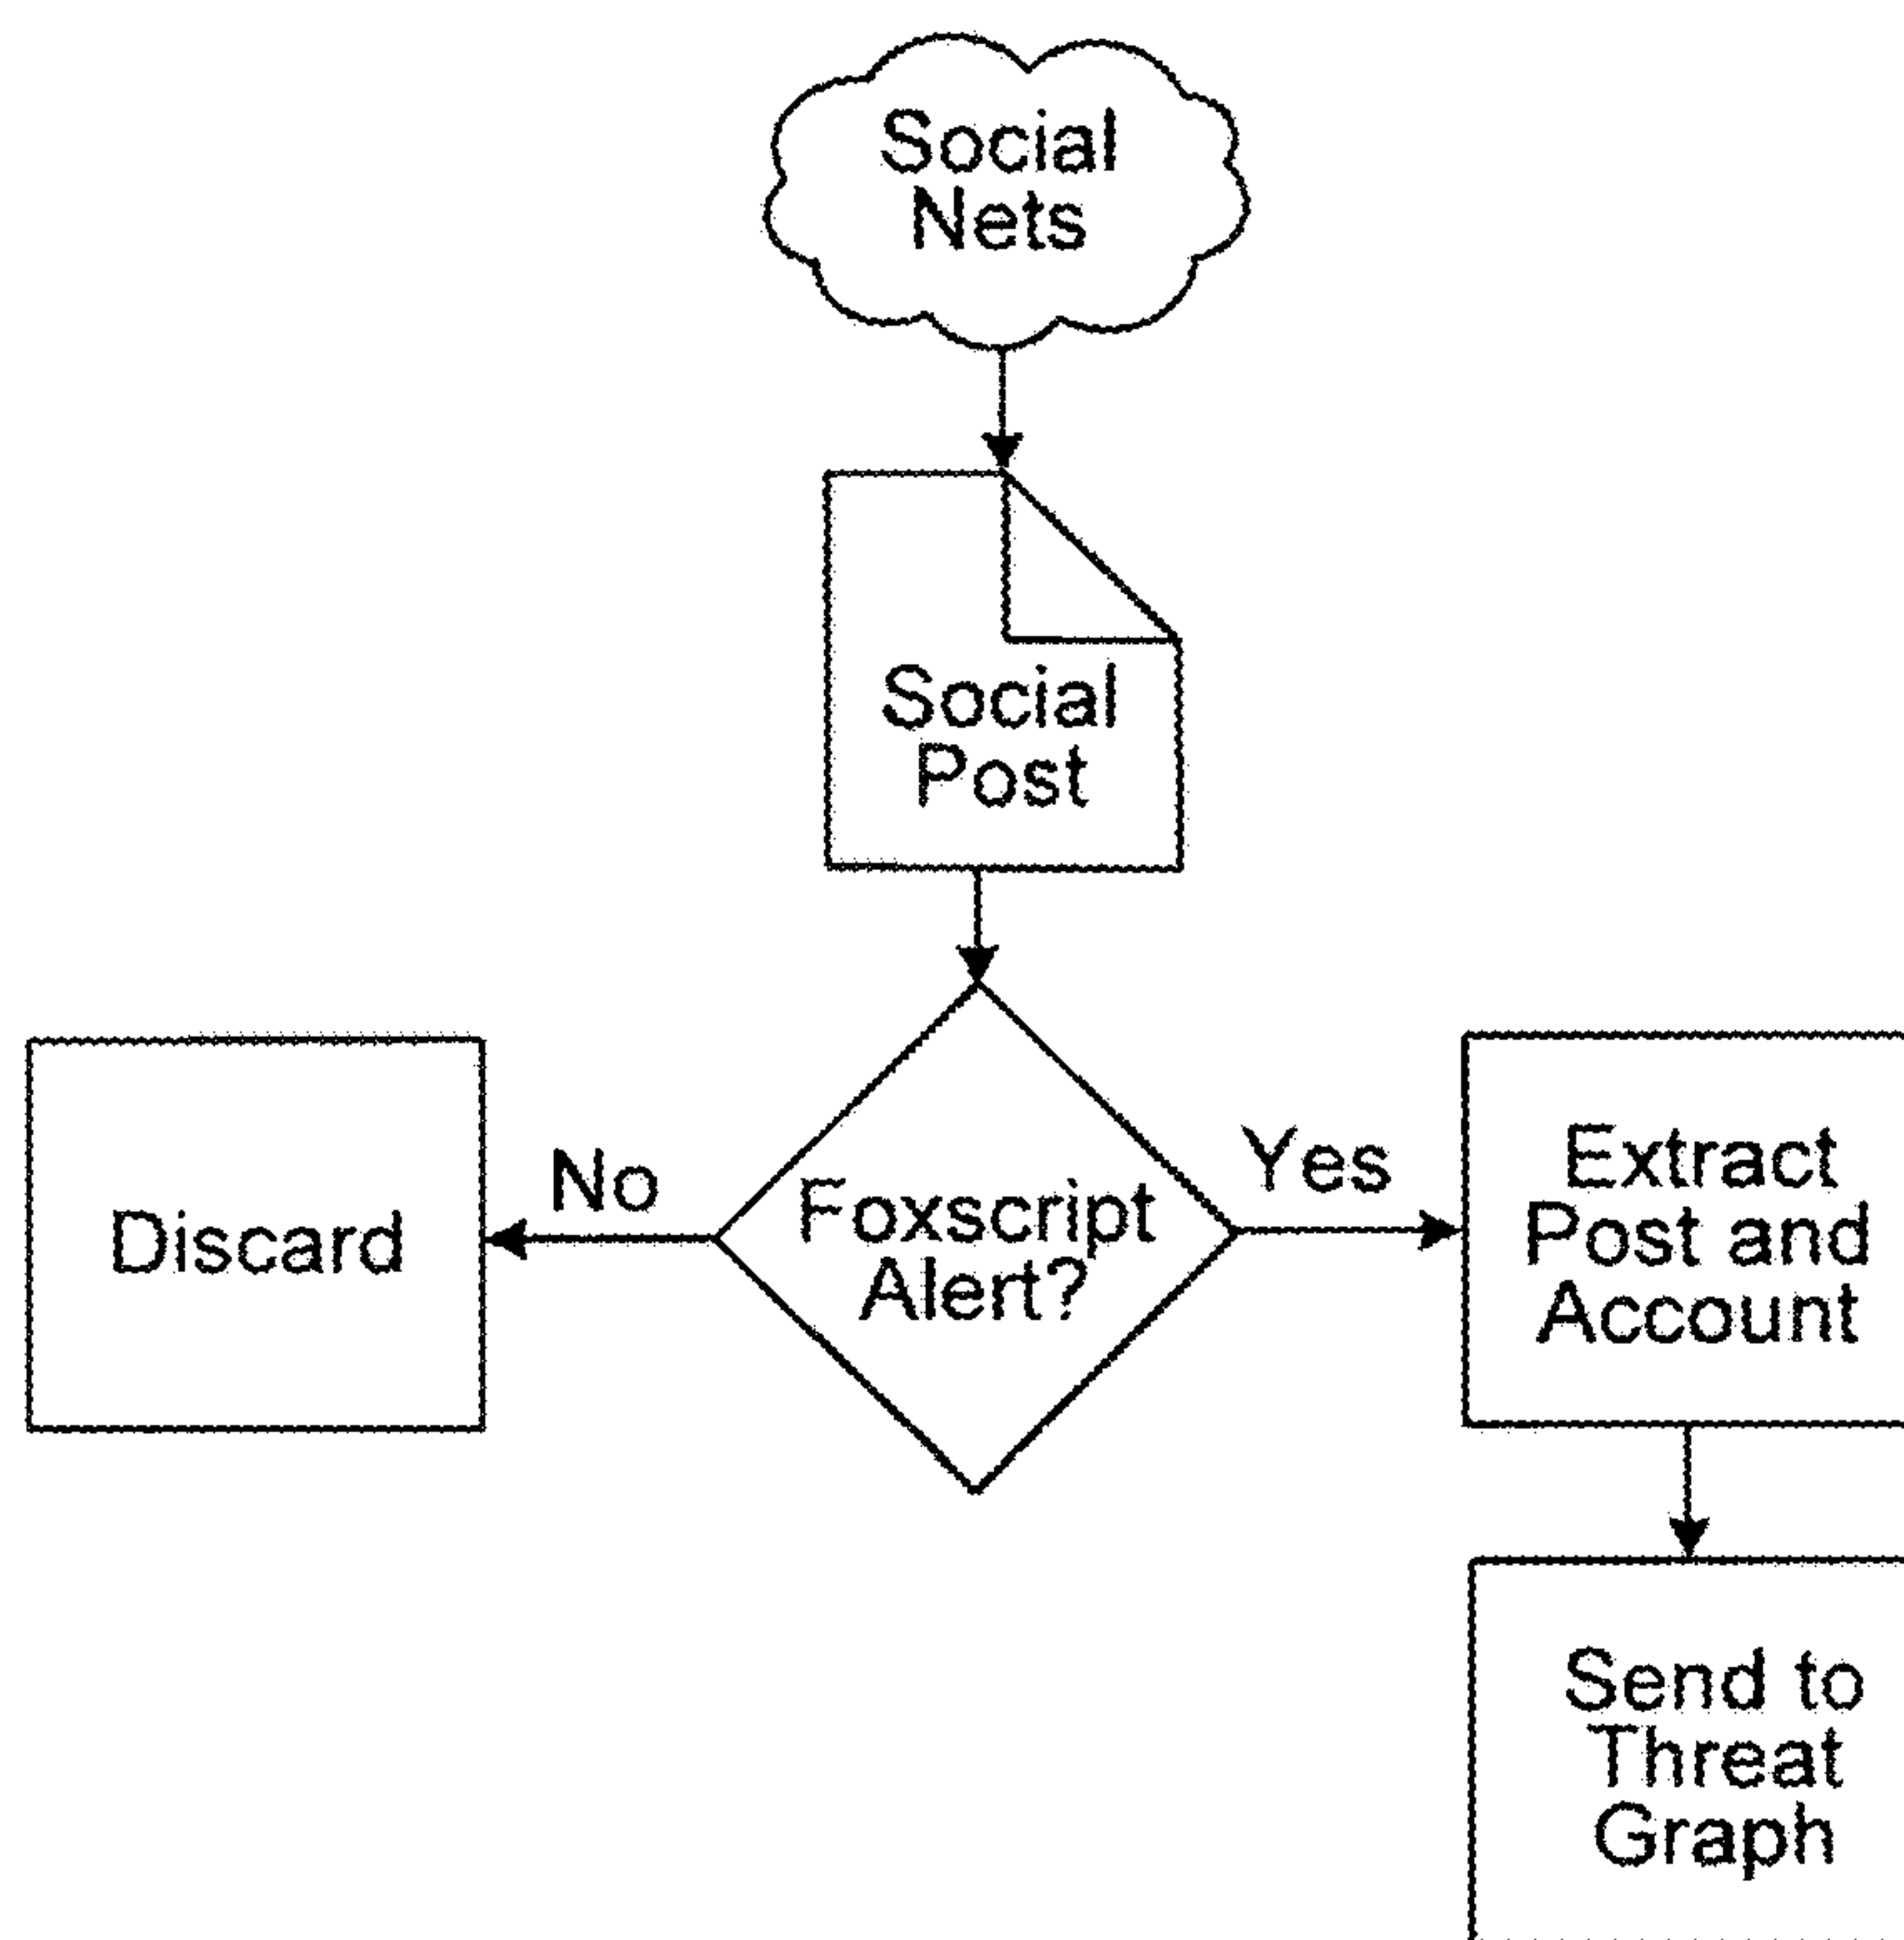 Social
Nets
Social
Post
No
Discard
Foxscript
Alert?
Yes
Extract
Post and
Account
Send to
Threat
Graph